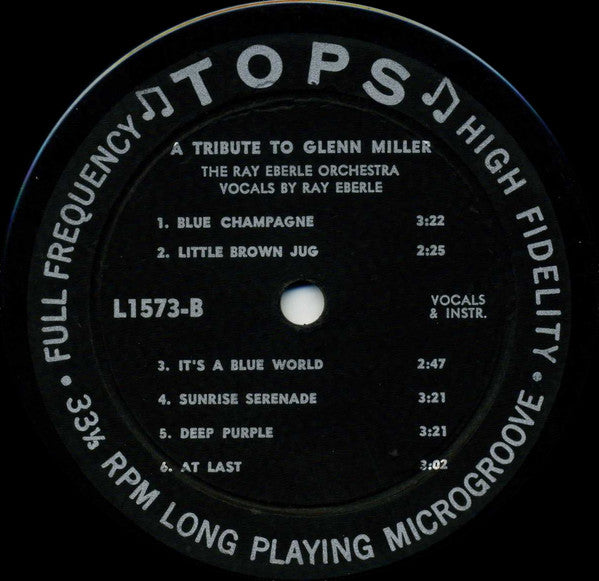 TOPS
FULL FREQUENCY
HIGH FIDELITY
A TRIBUTE TO GLENN MILLER
THE RAY EBERLE ORCHESTRA
VOCALS BY RAY EBERLE
1. BLUE CHAMPAGNE 3:22
2. LITTLE BROWN JUG 2:25
L1573-B
VOCALS
& INSTR.
3. IT'S A BLUE WORLD 2:47
4. SUNRISE SERENADE 3:21
5. DEEP PURPLE 3:21
6. AT LAST 3:02
• 33⅓ RPM LONG PLAYING MICROGROOVE •